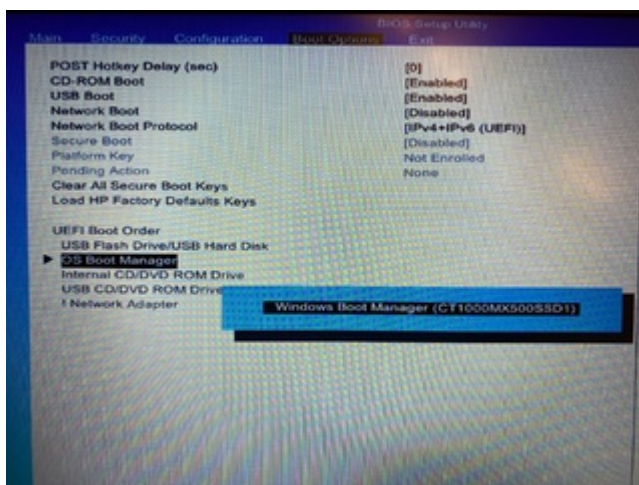 BIOS Setup Utility
Main Security Configuration Boot Options Exit
POST Hotkey Delay (sec) [0]
CD-ROM Boot [Enabled]
USB Boot [Enabled]
Network Boot [Disabled]
Network Boot Protocol [IPv4+IPv6 (UEFI)]
Secure Boot [Disabled]
Platform Key Not Enrolled
Pending Action None
Clear All Secure Boot Keys
Load HP Factory Defaults Keys
UEFI Boot Order
USB Flash Drive/USB Hard Disk
OS Boot Manager
Internal CD/DVD ROM Drive
USB CD/DVD ROM Drive
! Network Adapter
Windows Boot Manager (CT1000MX500SSD1)